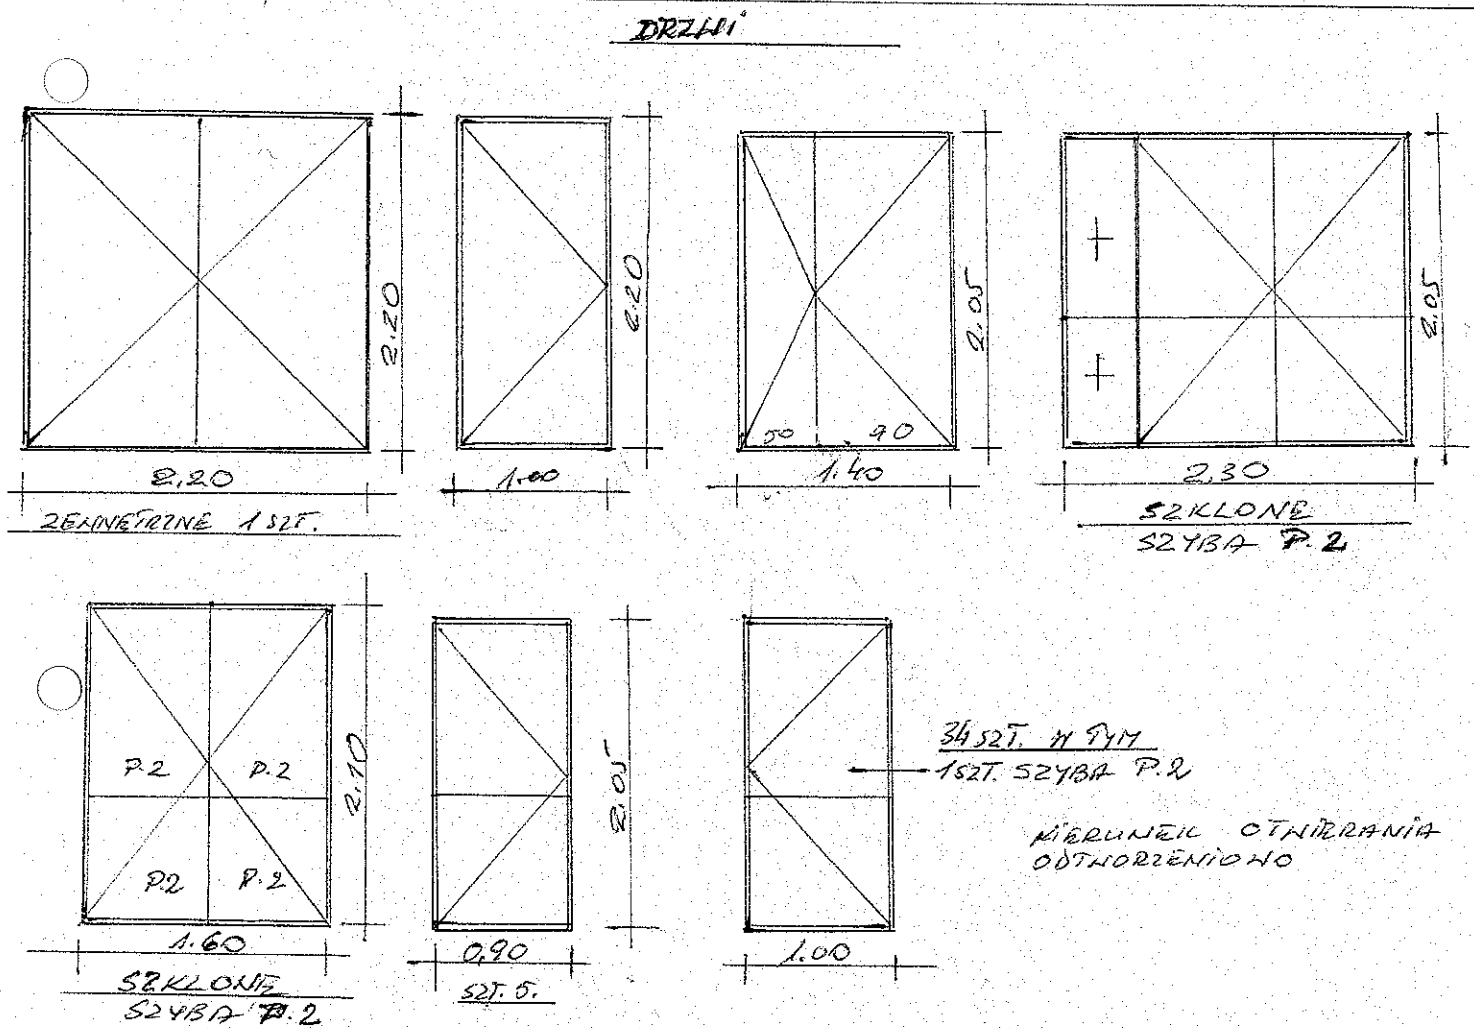 DRZWI
2.20
2.20
ZEWNĘTRZNE 1 SZT.
2.20
1.00
2.05
50 90
1.40
2.05
2,30
SZKLONE
SZYBA P.2
P.2 P.2
P.2 P.2
2.10
1.60
SZKLONE
SZYBA P.2
2.05
0,90
SZT. 5.
1.00
34 SZT. W TYM
1 SZT. SZYBA P.2
KIERUNEK OTWIERANIA
ODTWORZENIOWO